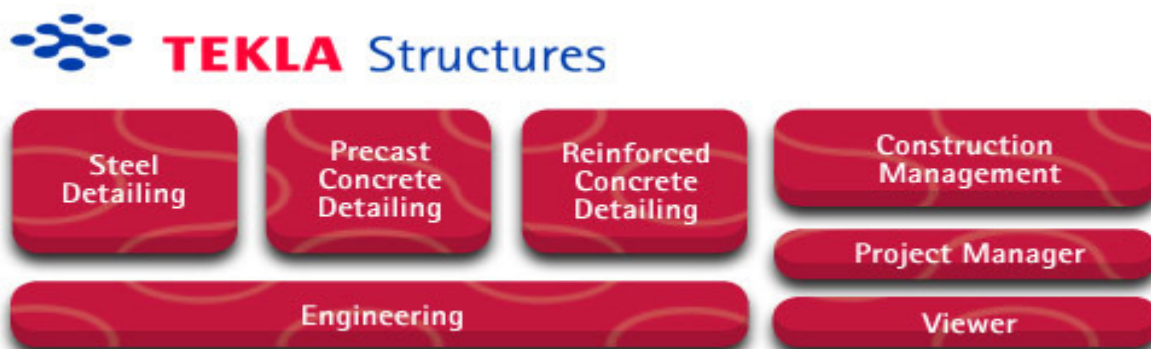 TEKLA Structures
Steel
Detailing
Precast
Concrete
Detailing
Reinforced
Concrete
Detailing
Construction
Management
Project Manager
Engineering
Viewer